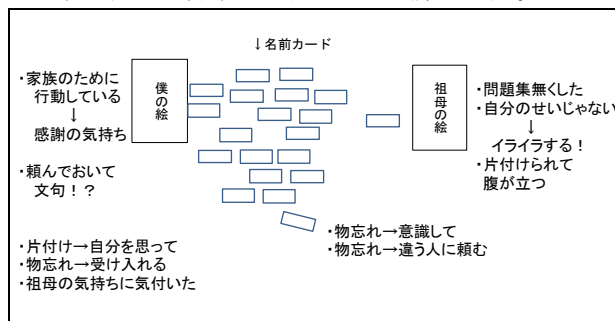 ↓名前カード
・家族のために
行動している
↓
感謝の気持ち
・頼んでおいて
文句！？
僕の絵
祖母の絵
・問題集無くした
・自分のせいじゃない
↓
イライラする！
・片付けられて
腹が立つ
・物忘れ→意識して
・物忘れ→違う人に頼む
・片付け→自分を思って
・物忘れ→受け入れる
・祖母の気持ちに気付いた